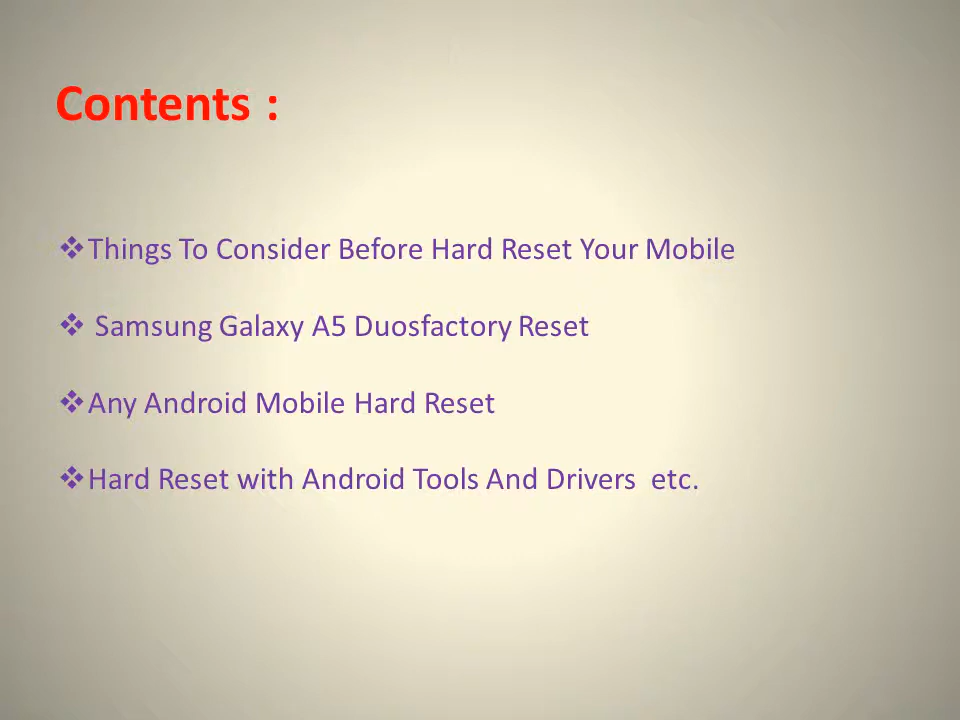 Contents :
❖Things To Consider Before Hard Reset Your Mobile
❖ Samsung Galaxy A5 Duosfactory Reset
❖Any Android Mobile Hard Reset
❖Hard Reset with Android Tools And Drivers  etc.